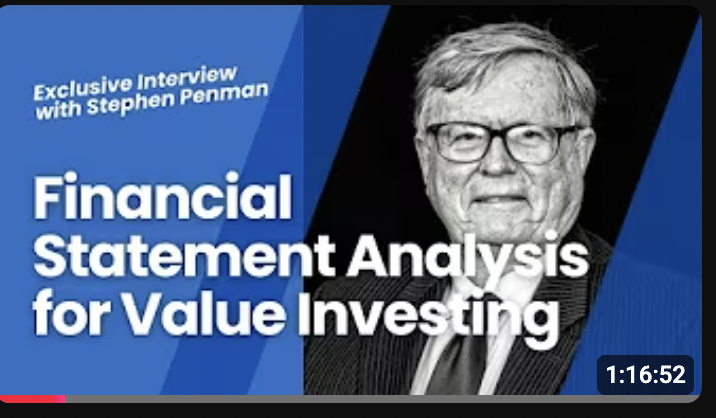 Exclusive Interview
with Stephen Penman
Financial
Statement Analysis
for Value Investing
1:16:52